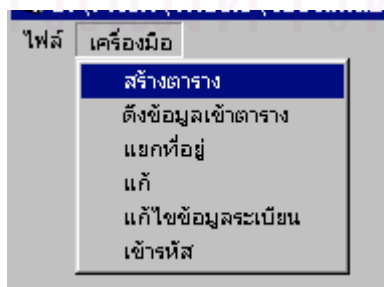 ไฟล์ เครื่องมือ
สร้างตาราง
ดึงข้อมูลเข้าตาราง
แยกที่อยู่
แก้
แก้ไขข้อมูลระเบียน
เข้ารหัส